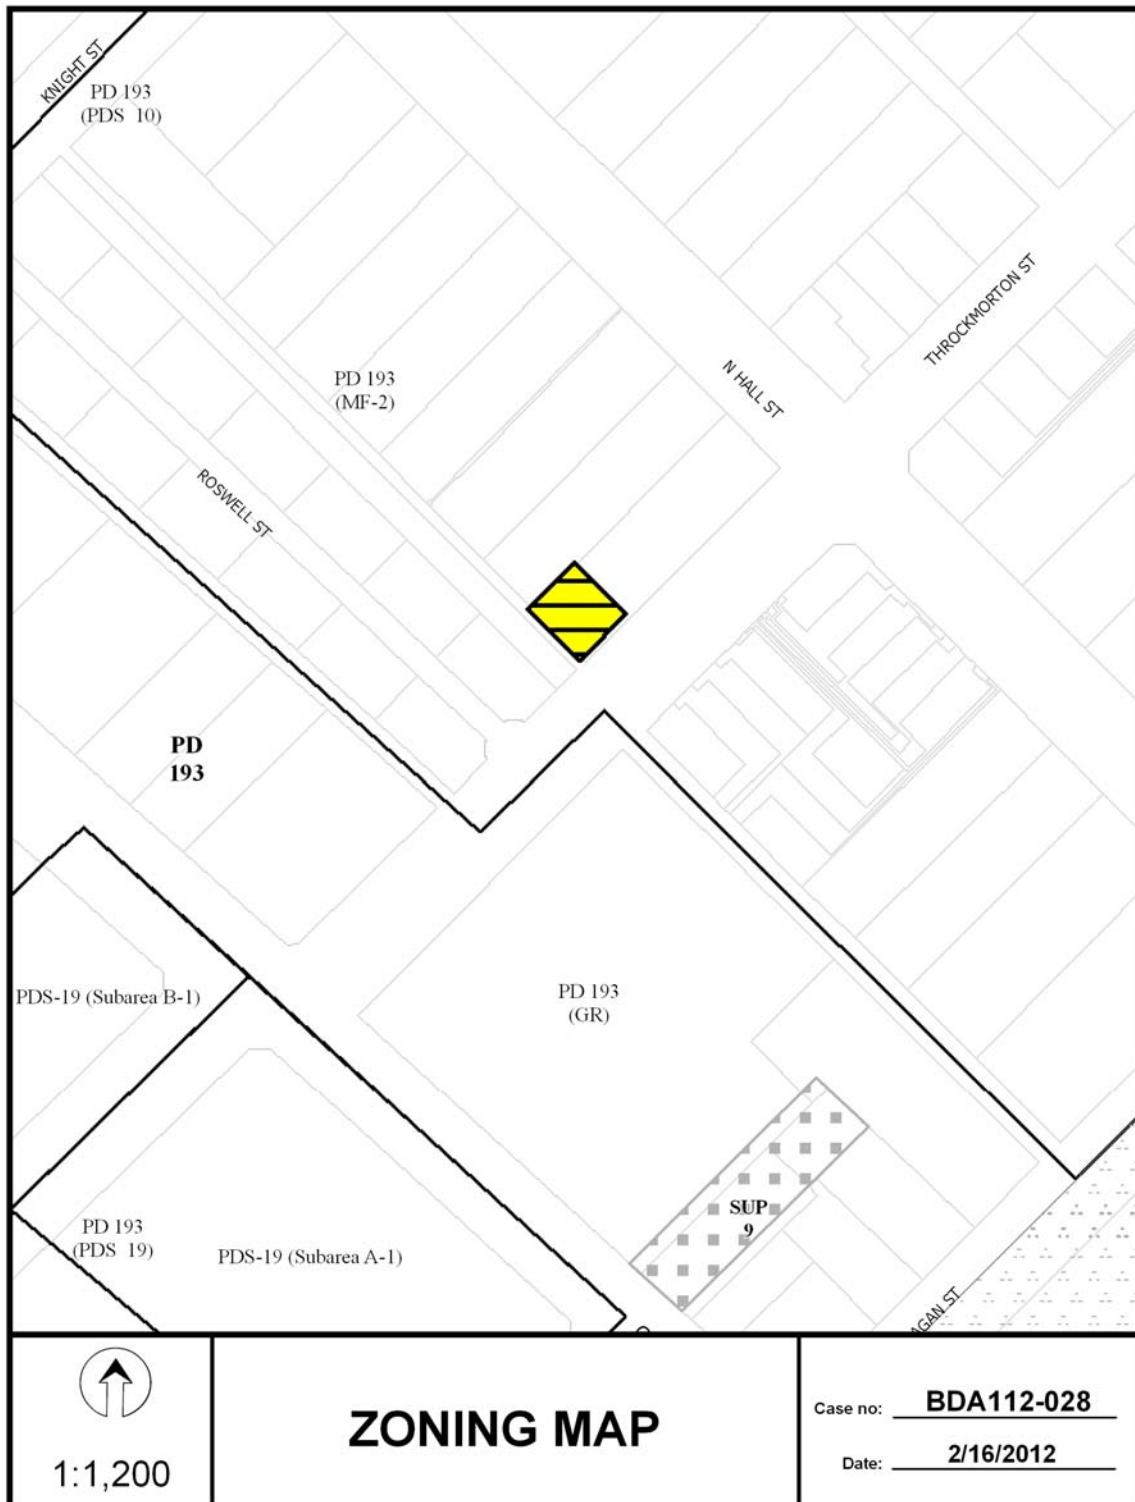 KNIGHT ST
PD 193
(PDS 10)
THROCKMORTON ST
PD 193
(MF-2)
N HALL ST
ROSWELL ST
PD
193
PDS-19 (Subarea B-1)
PD 193
(GR)
SUP
9
PD 193
(PDS 19)
PDS-19 (Subarea A-1)
AGAN ST
1:1,200
ZONING MAP
Case no: BDA112-028
Date: 2/16/2012